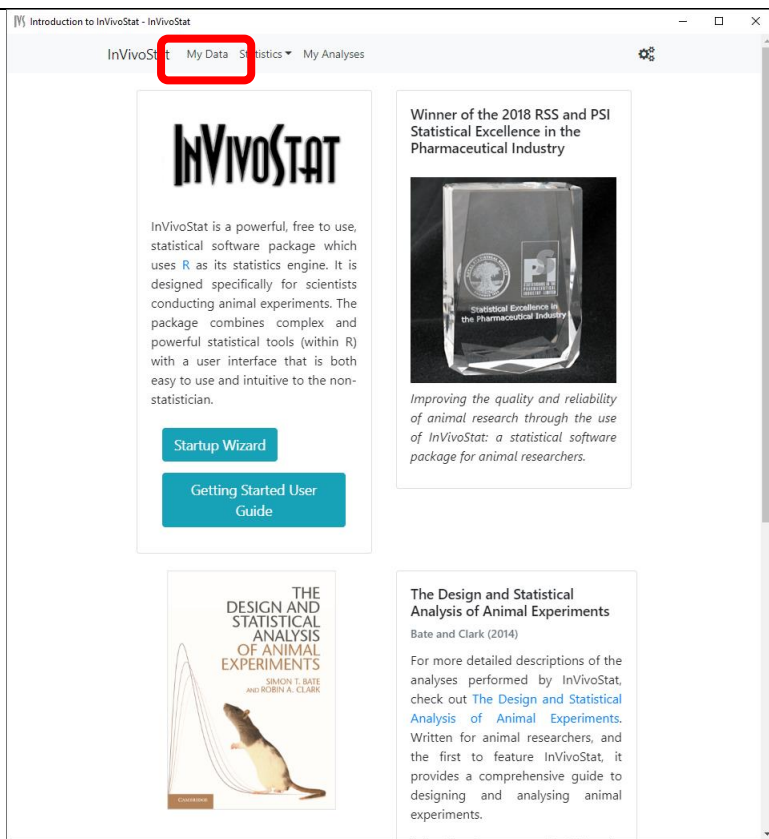 IVS Introduction to InVivoStat - InVivoStat
InVivoStat My Data Statistics My Analyses
INVIVOSTAT
InVivoStat is a powerful, free to use,
statistical software package which
uses R as its statistics engine. It is
designed specifically for scientists
conducting animal experiments. The
package combines complex and
powerful statistical tools (within R)
with a user interface that is both
easy to use and intuitive to the non-
statistician.
Startup Wizard
Getting Started User
Guide
Winner of the 2018 RSS and PSI
Statistical Excellence in the
Pharmaceutical Industry
PSI
Statistical Excellence in
the Pharmaceutical Industry
Improving the quality and reliability
of animal research through the use
of InVivoStat: a statistical software
package for animal researchers.
THE
DESIGN AND
STATISTICAL
ANALYSIS
OF ANIMAL
EXPERIMENTS
SIMON T. BATE
AND ROBIN A. CLARK
CAMBRIDGE
The Design and Statistical
Analysis of Animal Experiments
Bate and Clark (2014)
For more detailed descriptions of the
analyses performed by InVivoStat,
check out The Design and Statistical
Analysis of Animal Experiments.
Written for animal researchers, and
the first to feature InVivoStat, it
provides a comprehensive guide to
designing and analysing animal
experiments.